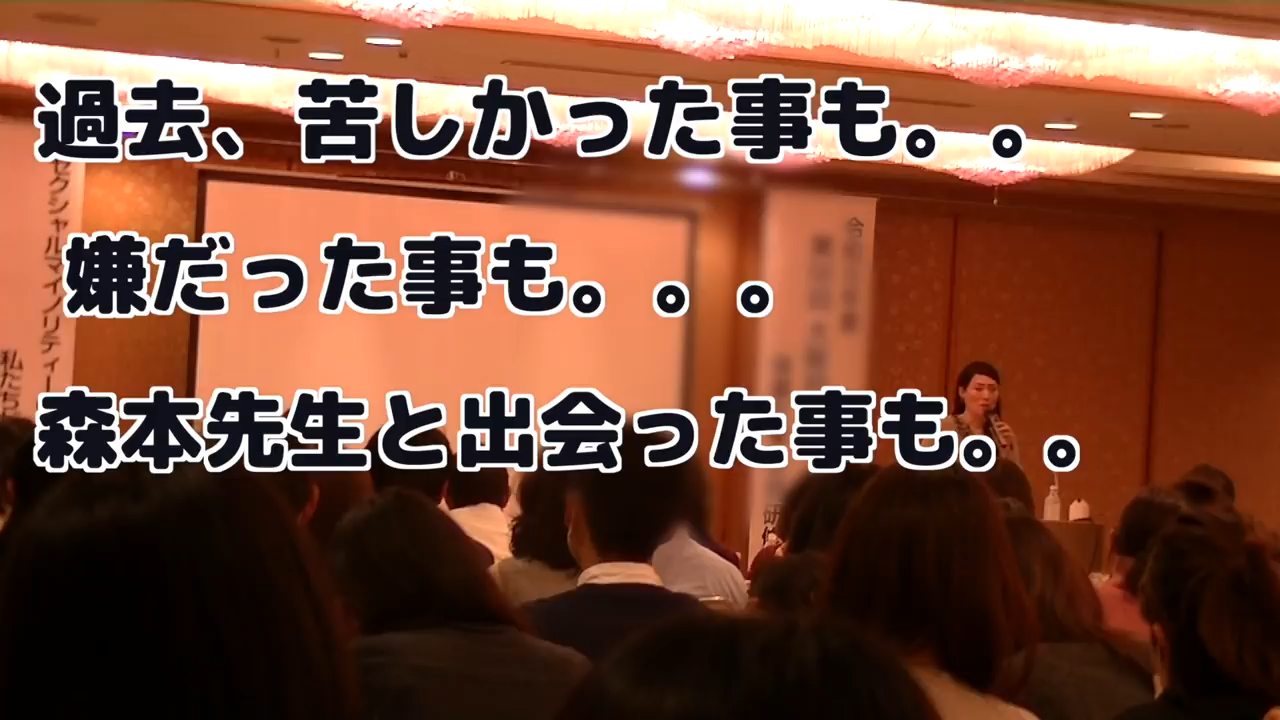 過去、苦しかった事も。。
嫌だった事も。。。
森本先生と出会った事も。。
セクシャルマイノリティー
私たち